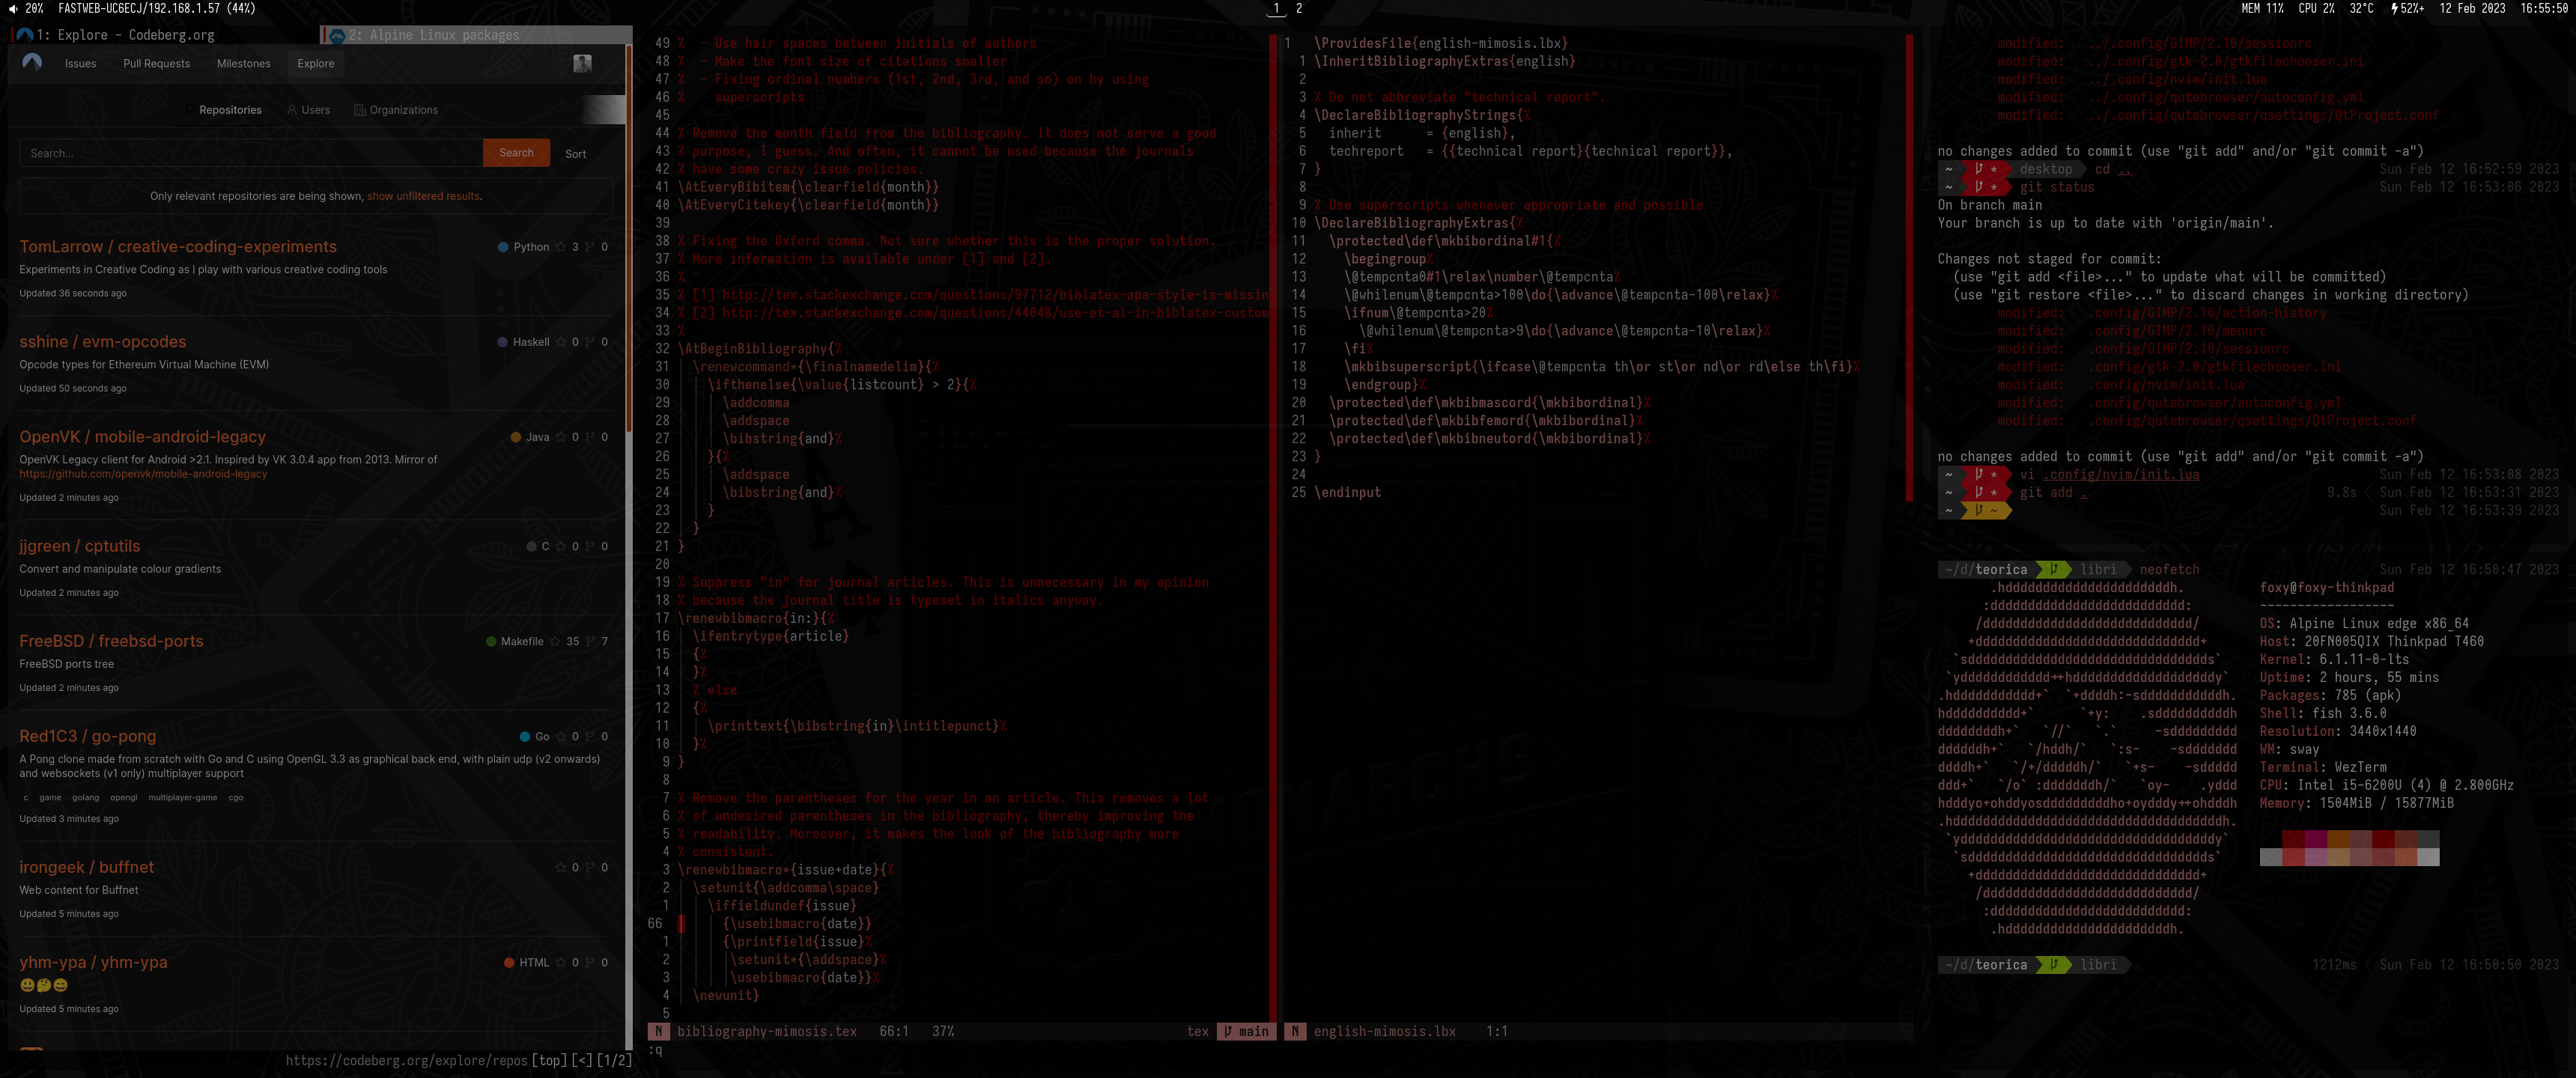 20% FASTWEB-UC6ECJ/192.168.1.57 (44%)
1 2
MEM 11% CPU 2% 32°C 52%+ 12 Feb 2023 16:55:50
1: Explore - Codeberg.org
2: Alpine Linux packages
Issues Pull Requests Milestones Explore
Repositories Users Organizations
Search... Search Sort
Only relevant repositories are being shown, show unfiltered results.
TomLarrow / creative-coding-experiments Python 3 0
Experiments in Creative Coding as I play with various creative coding tools
Updated 36 seconds ago
sshine / evm-opcodes Haskell 0 0
Opcode types for Ethereum Virtual Machine (EVM)
Updated 50 seconds ago
OpenVK / mobile-android-legacy Java 0 0
OpenVK Legacy client for Android >2.1. Inspired by VK 3.0.4 app from 2013. Mirror of
https://github.com/openvk/mobile-android-legacy
Updated 2 minutes ago
jjgreen / cptutils C 0 0
Convert and manipulate colour gradients
Updated 2 minutes ago
FreeBSD / freebsd-ports Makefile 35 7
FreeBSD ports tree
Updated 2 minutes ago
Red1C3 / go-pong Go 0 0
A Pong clone made from scratch with Go and C using OpenGL 3.3 as graphical back end, with plain udp (v2 onwards)
and websockets (v1 only) multiplayer support
c game golang opengl multiplayer-game cgo
Updated 3 minutes ago
irongeek / buffnet 0 0
Web content for Buffnet
Updated 5 minutes ago
yhm-ypa / yhm-ypa HTML 0 0
😃🤔😄
Updated 5 minutes ago
https://codeberg.org/explore/repos [top][<][1/2]
49 %  - Use hair spaces between initials of authors
48 %  - Make the font size of citations smaller
47 %  - Fixing ordinal numbers (1st, 2nd, 3rd, and so) on by using
46 %    superscripts
45
44 % Remove the month field from the bibliography. It does not serve a good
43 % purpose, I guess. And often, it cannot be used because the journals
42 % have some crazy issue policies.
41 \AtEveryBibitem{\clearfield{month}}
40 \AtEveryCitekey{\clearfield{month}}
39
38 % Fixing the Oxford comma. Not sure whether this is the proper solution.
37 % More information is available under [1] and [2].
36 %
35 % [1] http://tex.stackexchange.com/questions/97712/biblatex-apa-style-is-missin
34 % [2] http://tex.stackexchange.com/questions/44048/use-et-al-in-biblatex-custom
33 %
32 \AtBeginBibliography{%
31 \renewcommand*{\finalnamedelim}{%
30 \ifthenelse{\value{listcount} > 2}{%
29 \addcomma
28 \addspace
27 \bibstring{and}%
26 }{%
25 \addspace
24 \bibstring{and}%
23 }
22 }
21 }
20
19 % Suppress "in" for journal articles. This is unnecessary in my opinion
18 % because the journal title is typeset in italics anyway.
17 \renewbibmacro{in:}{%
16 \ifentrytype{article}
15 {%
14 }%
13 % else
12 {%
11 \printtext{\bibstring{in}\intitlepunct}%
10 }%
9 }
8
7 % Remove the parentheses for the year in an article. This removes a lot
6 % of undesired parentheses in the bibliography, thereby improving the
5 % readability. Moreover, it makes the look of the bibliography more
4 % consistent.
3 \renewbibmacro*{issue+date}{%
2 \setunit{\addcomma\space}
1 \iffieldundef{issue}
66 {\usebibmacro{date}}
1 {\printfield{issue}%
2 \setunit*{\addspace}%
3 \usebibmacro{date}}%
4 \newunit}
5
N bibliography-mimosis.tex 66:1 37% tex main
:q
1 \ProvidesFile{english-mimosis.lbx}
1 \InheritBibliographyExtras{english}
2
3 % Do not abbreviate "technical report".
4 \DeclareBibliographyStrings{%
5 inherit = {english},
6 techreport = {{technical report}{technical report}},
7 }
8
9 % Use superscripts whenever appropriate and possible
10 \DeclareBibliographyExtras{%
11 \protected\def\mkbibordinal#1{%
12 \begingroup%
13 \@tempcnta0#1\relax\number\@tempcnta%
14 \@whilenum\@tempcnta>100\do{\advance\@tempcnta-100\relax}%
15 \ifnum\@tempcnta>20%
16 \@whilenum\@tempcnta>9\do{\advance\@tempcnta-10\relax}%
17 \fi%
18 \mkbibsuperscript{\ifcase\@tempcnta th\or st\or nd\or rd\else th\fi}%
19 \endgroup}%
20 \protected\def\mkbibmascord{\mkbibordinal}%
21 \protected\def\mkbibfemord{\mkbibordinal}%
22 \protected\def\mkbibneutord{\mkbibordinal}%
23 }
24
25 \endinput
N english-mimosis.lbx 1:1
modified: ../.config/GIMP/2.10/sessionrc
modified: ../.config/gtk-2.0/gtkfilechooser.ini
modified: ../.config/nvim/init.lua
modified: ../.config/qutebrowser/autoconfig.yml
modified: ../.config/qutebrowser/qsettings/QtProject.conf
no changes added to commit (use "git add" and/or "git commit -a")
~ * desktop cd .. Sun Feb 12 16:52:59 2023
~ * git status Sun Feb 12 16:53:06 2023
On branch main
Your branch is up to date with 'origin/main'.
Changes not staged for commit:
(use "git add <file>..." to update what will be committed)
(use "git restore <file>..." to discard changes in working directory)
modified: .config/GIMP/2.10/action-history
modified: .config/GIMP/2.10/menurc
modified: .config/GIMP/2.10/sessionrc
modified: .config/gtk-2.0/gtkfilechooser.ini
modified: .config/nvim/init.lua
modified: .config/qutebrowser/autoconfig.yml
modified: .config/qutebrowser/qsettings/QtProject.conf
no changes added to commit (use "git add" and/or "git commit -a")
~ * vi .config/nvim/init.lua Sun Feb 12 16:53:08 2023
~ * git add . 9.8s Sun Feb 12 16:53:31 2023
~ ~ Sun Feb 12 16:53:39 2023
~/d/teorica libri neofetch Sun Feb 12 16:50:47 2023
foxy@foxy-thinkpad
------------------
OS: Alpine Linux edge x86_64
Host: 20FN005QIX Thinkpad T460
Kernel: 6.1.11-0-lts
Uptime: 2 hours, 55 mins
Packages: 785 (apk)
Shell: fish 3.6.0
Resolution: 3440x1440
WM: sway
Terminal: WezTerm
CPU: Intel i5-6200U (4) @ 2.800GHz
Memory: 1504MiB / 15877MiB
~/d/teorica libri 1212ms Sun Feb 12 16:50:50 2023